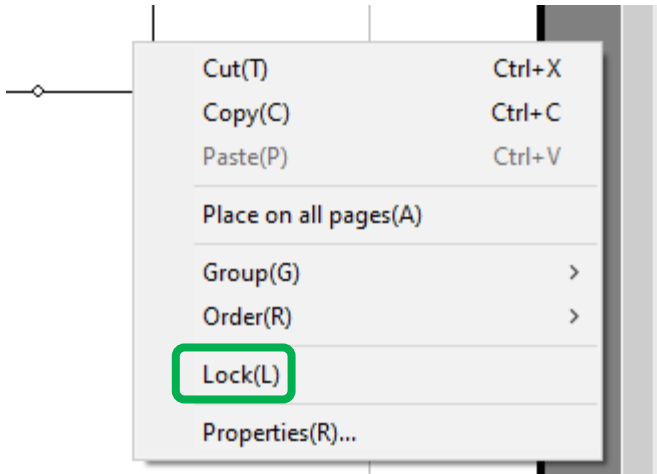 Cut(T) Ctrl+X
Copy(C) Ctrl+C
Paste(P) Ctrl+V
Place on all pages(A)
Group(G)
Order(R)
Lock(L)
Properties(R)...